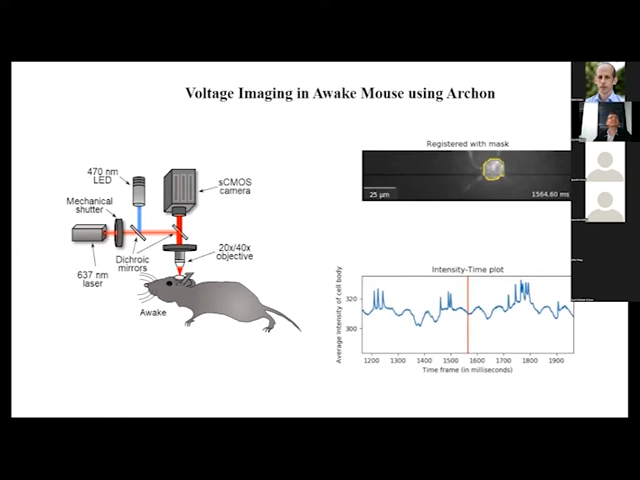 Voltage Imaging in Awake Mouse using Archon
470 nm
LED
sCMOS
camera
Mechanical
shutter
20x/40x
objective
Dichroic
mirrors
637 nm
laser
Awake
Registered with mask
25 µm
1564.60 ms
Intensity-Time plot
Average Intensity of cell body
320
300
1200 1300 1400 1500 1600 1700 1800 1900
Time frame (in milliseconds)